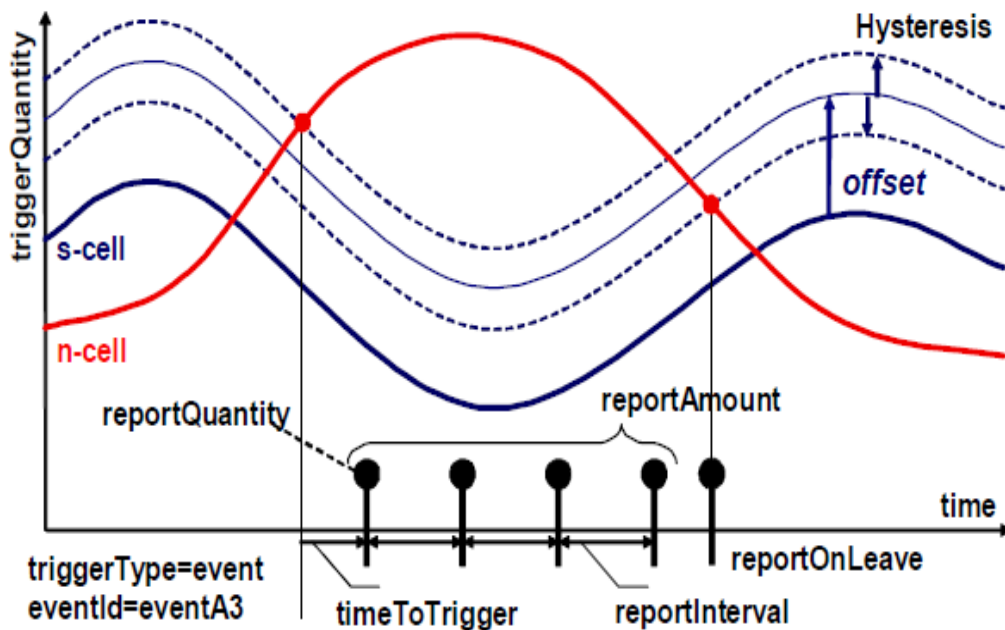 Hysteresis
triggerQuantity
offset
s-cell
n-cell
reportQuantity
reportAmount
time
reportOnLeave
triggerType=event
eventId=eventA3
timeToTrigger
reportInterval